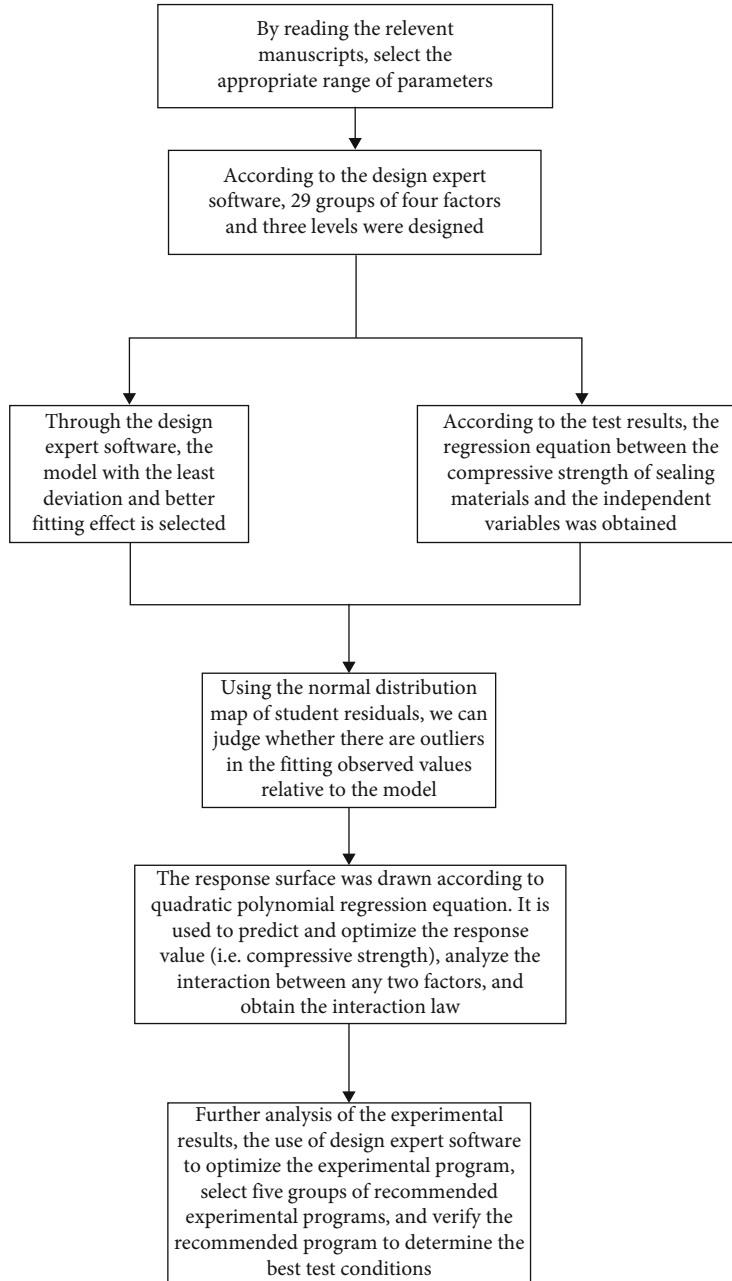 By reading the relevent
manuscripts, select the
appropriate range of parameters
According to the design expert
software, 29 groups of four factors
and three levels were designed
Through the design
expert software, the
model with the least
deviation and better
fitting effect is selected
According to the test results, the
regression equation between the
compressive strength of sealing
materials and the independent
variables was obtained
Using the normal distribution
map of student residuals, we can
judge whether there are outliers
in the fitting observed values
relative to the model
The response surface was drawn according to
quadratic polynomial regression equation. It is
used to predict and optimize the response
value (i.e. compressive strength), analyze the
interaction between any two factors, and
obtain the interaction law
Further analysis of the experimental
results, the use of design expert software
to optimize the experimental program,
select five groups of recommended
experimental programs, and verify the
recommended program to determine the
best test conditions